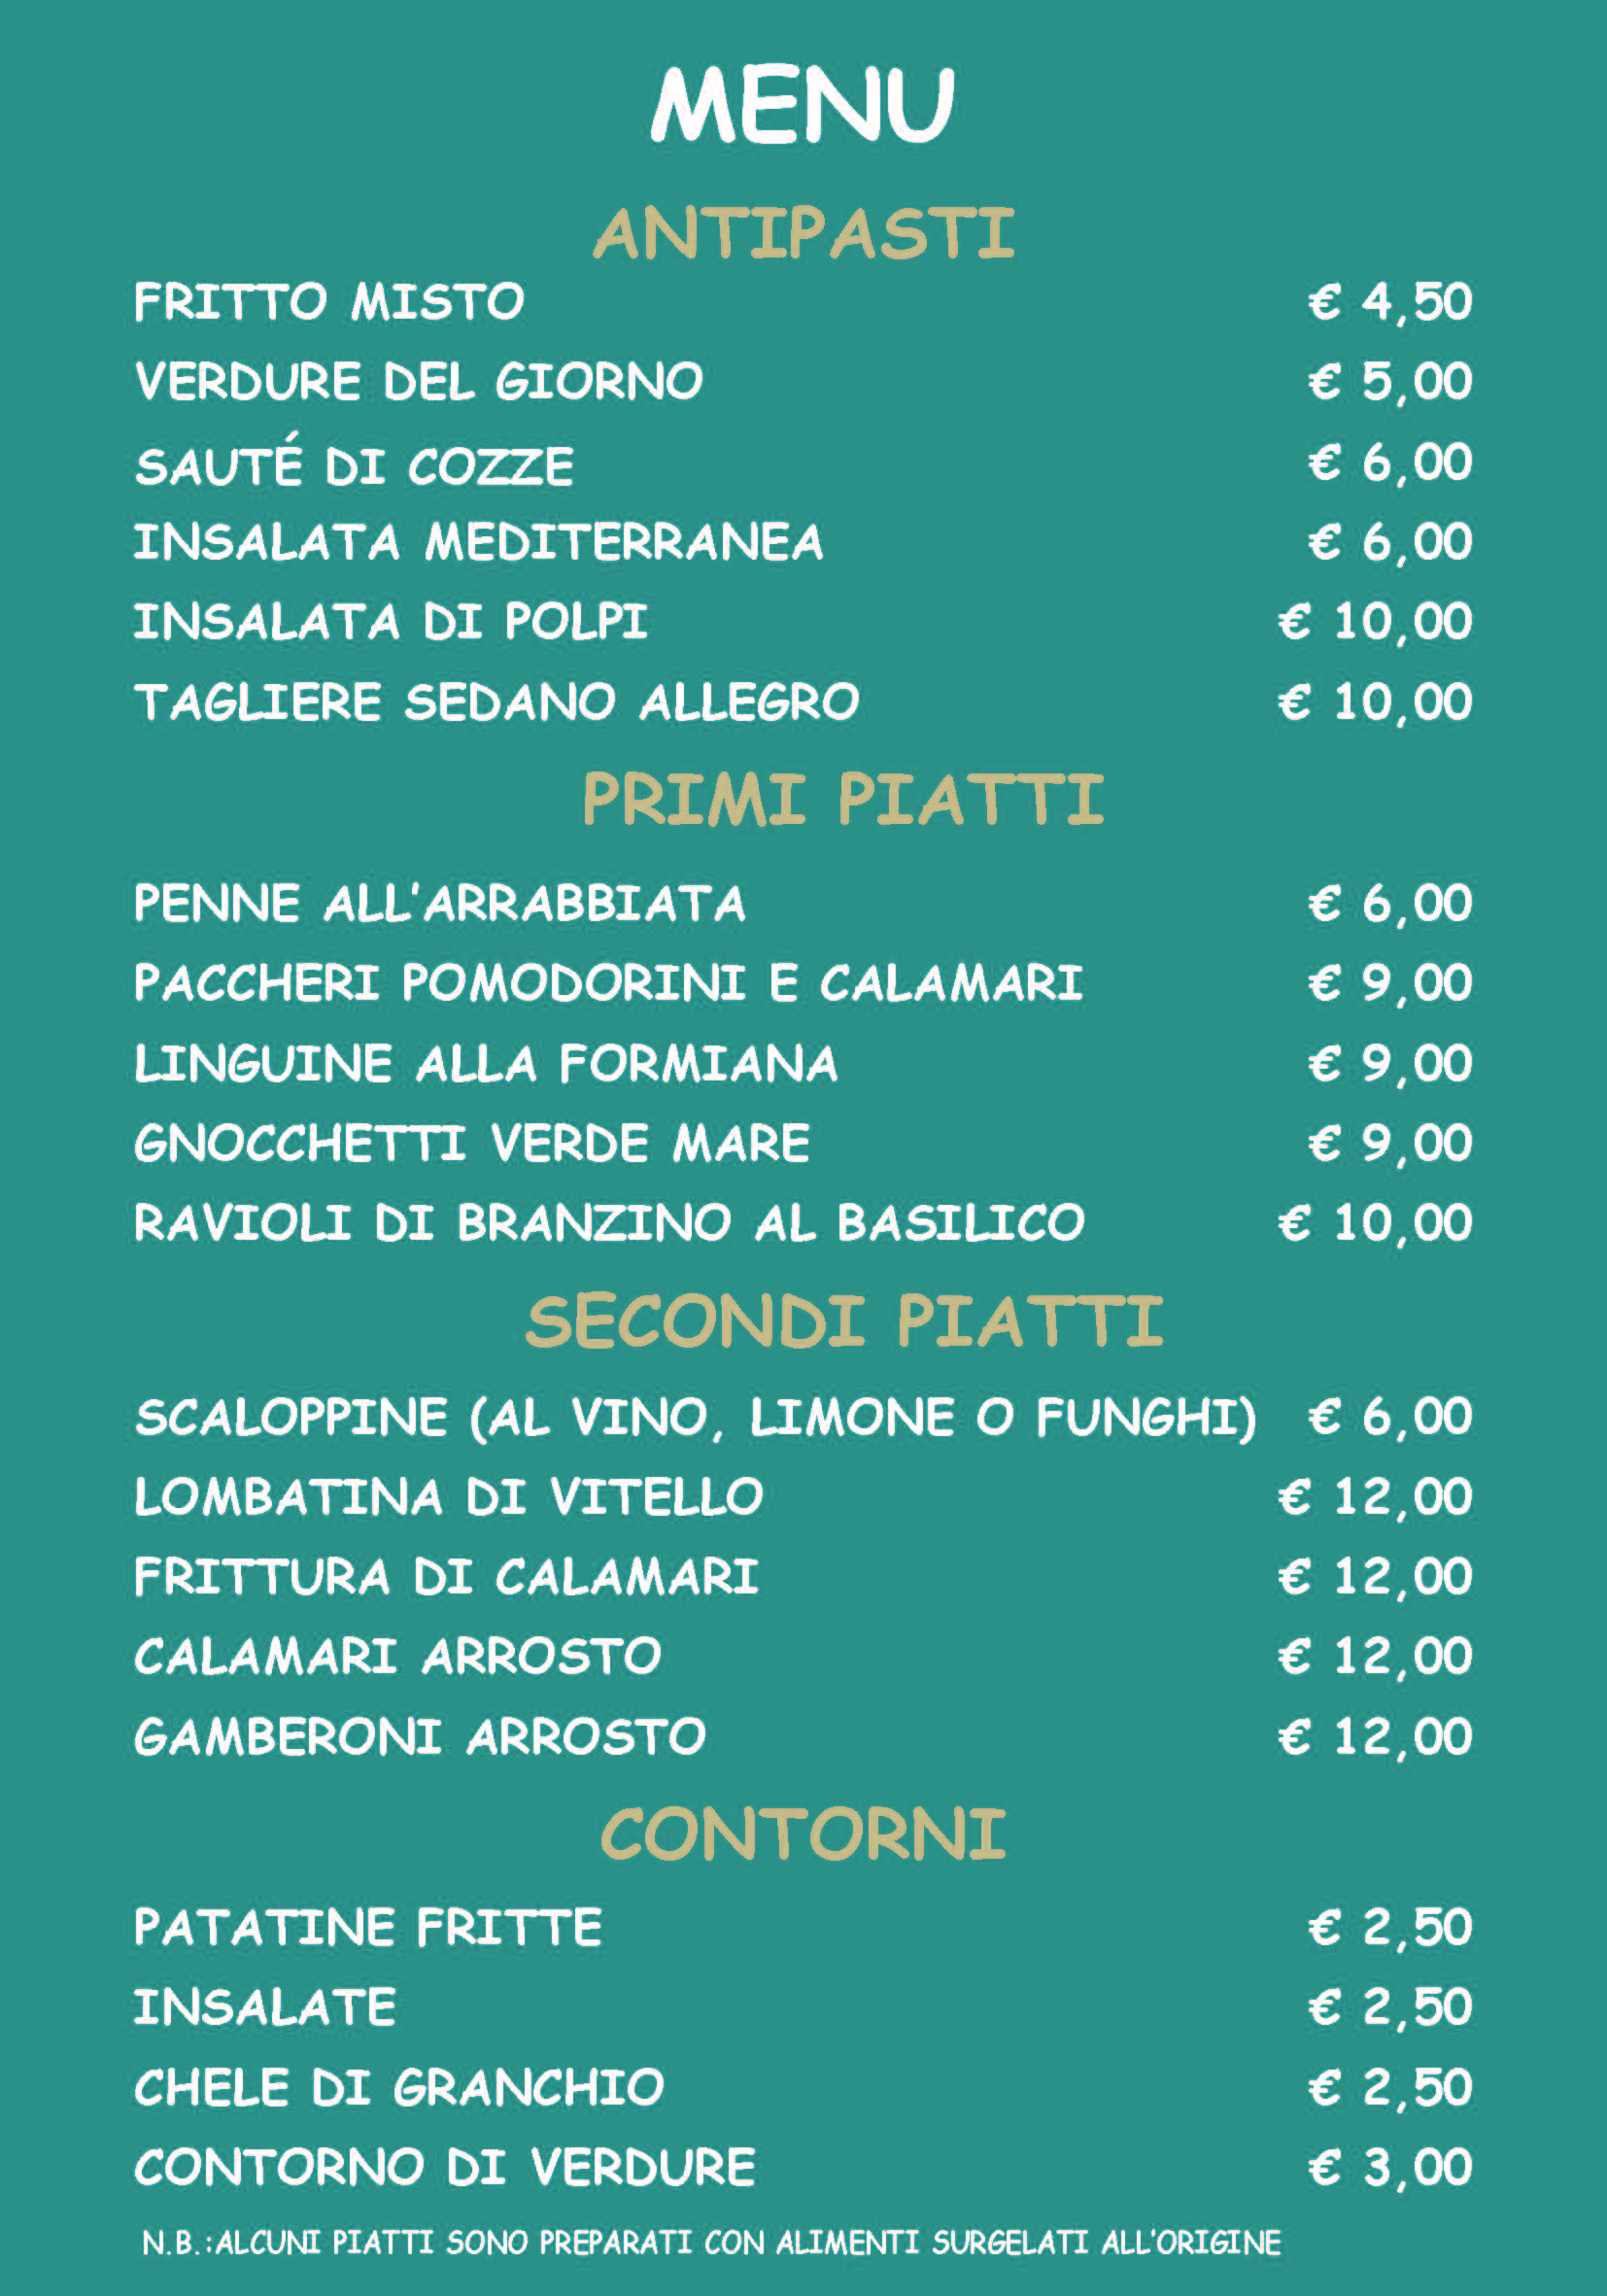 MENU
ANTIPASTI
FRITTO MISTO € 4,50
VERDURE DEL GIORNO € 5,00
SAUTÉ DI COZZE € 6,00
INSALATA MEDITERRANEA € 6,00
INSALATA DI POLPI € 10,00
TAGLIERE SEDANO ALLEGRO € 10,00
PRIMI PIATTI
PENNE ALL'ARRABBIATA € 6,00
PACCHERI POMODORINI E CALAMARI € 9,00
LINGUINE ALLA FORMIANA € 9,00
GNOCCHETTI VERDE MARE € 9,00
RAVIOLI DI BRANZINO AL BASILICO € 10,00
SECONDI PIATTI
SCALOPPINE (AL VINO, LIMONE O FUNGHI) € 6,00
LOMBATINA DI VITELLO € 12,00
FRITTURA DI CALAMARI € 12,00
CALAMARI ARROSTO € 12,00
GAMBERONI ARROSTO € 12,00
CONTORNI
PATATINE FRITTE € 2,50
INSALATE € 2,50
CHELE DI GRANCHIO € 2,50
CONTORNO DI VERDURE € 3,00
N.B.:ALCUNI PIATTI SONO PREPARATI CON ALIMENTI SURGELATI ALL'ORIGINE